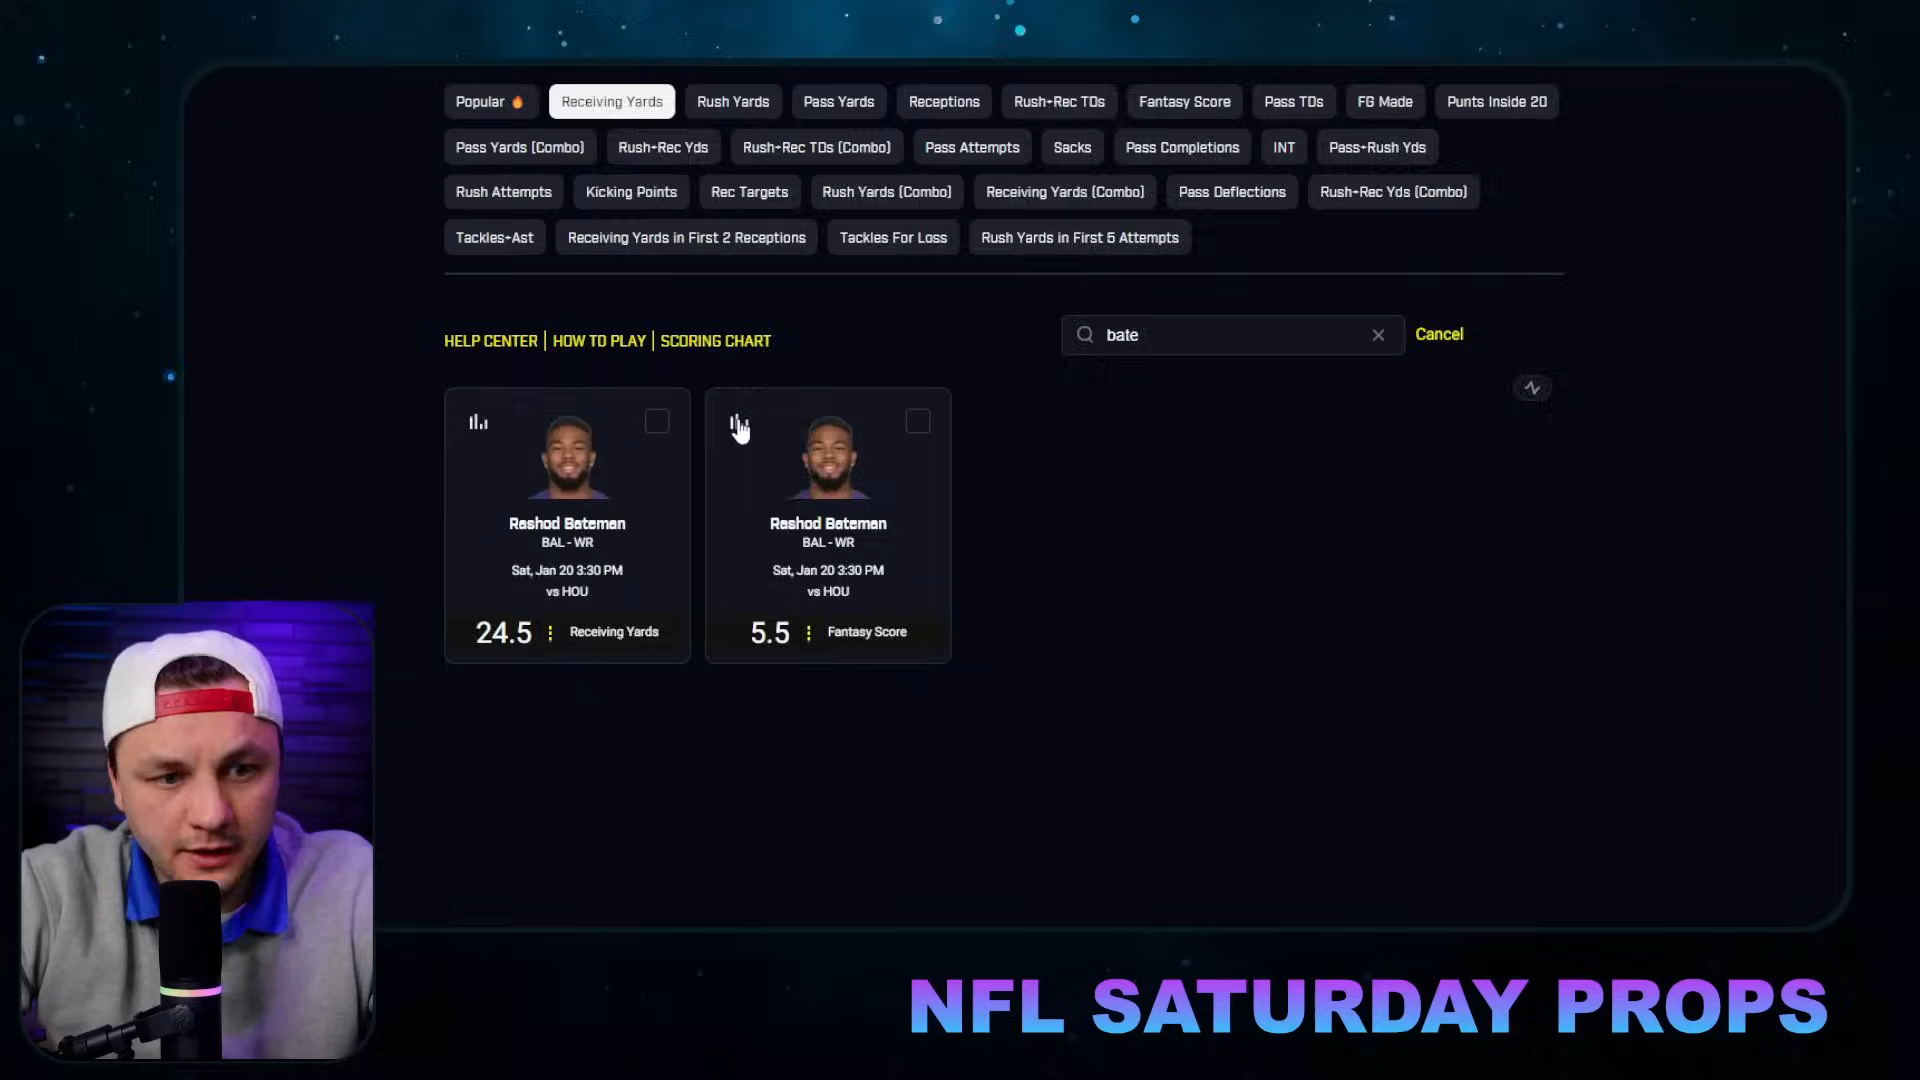 Popular
Receiving Yards
Rush Yards
Pass Yards
Receptions
Rush+Rec TDs
Fantasy Score
Pass TDs
FG Made
Punts Inside 20
Pass Yards (Combo)
Rush+Rec Yds
Rush+Rec TDs (Combo)
Pass Attempts
Sacks
Pass Completions
INT
Pass+Rush Yds
Rush Attempts
Kicking Points
Rec Targets
Rush Yards (Combo)
Receiving Yards (Combo)
Pass Deflections
Rush+Rec Yds (Combo)
Tackles+Ast
Receiving Yards in First 2 Receptions
Tackles For Loss
Rush Yards in First 5 Attempts
HELP CENTER | HOW TO PLAY | SCORING CHART
bate
Cancel
Rashod Bateman
BAL - WR
Sat, Jan 20 3:30 PM
vs HOU
24.5 Receiving Yards
Rashod Bateman
BAL - WR
Sat, Jan 20 3:30 PM
vs HOU
5.5 Fantasy Score
NFL SATURDAY PROPS